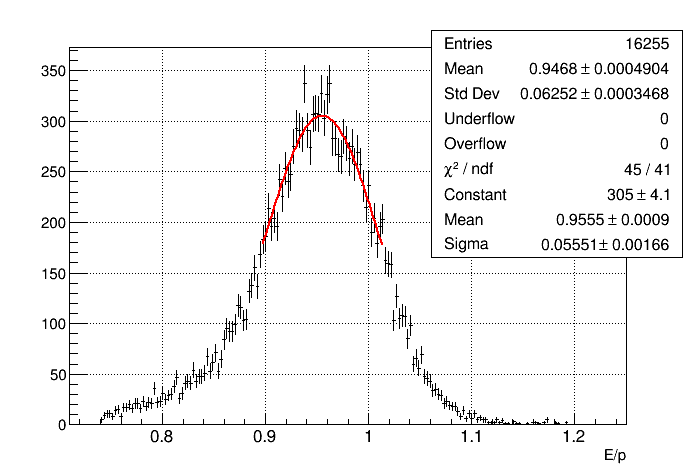 Entries 16255
Mean 0.9468 ± 0.0004904
Std Dev 0.06252 ± 0.0003468
Underflow 0
Overflow 0
χ² / ndf 45 / 41
Constant 305 ± 4.1
Mean 0.9555 ± 0.0009
Sigma 0.05551 ± 0.00166
350
300
250
200
150
100
50
0
0.8 0.9 1 1.1 1.2
E/p